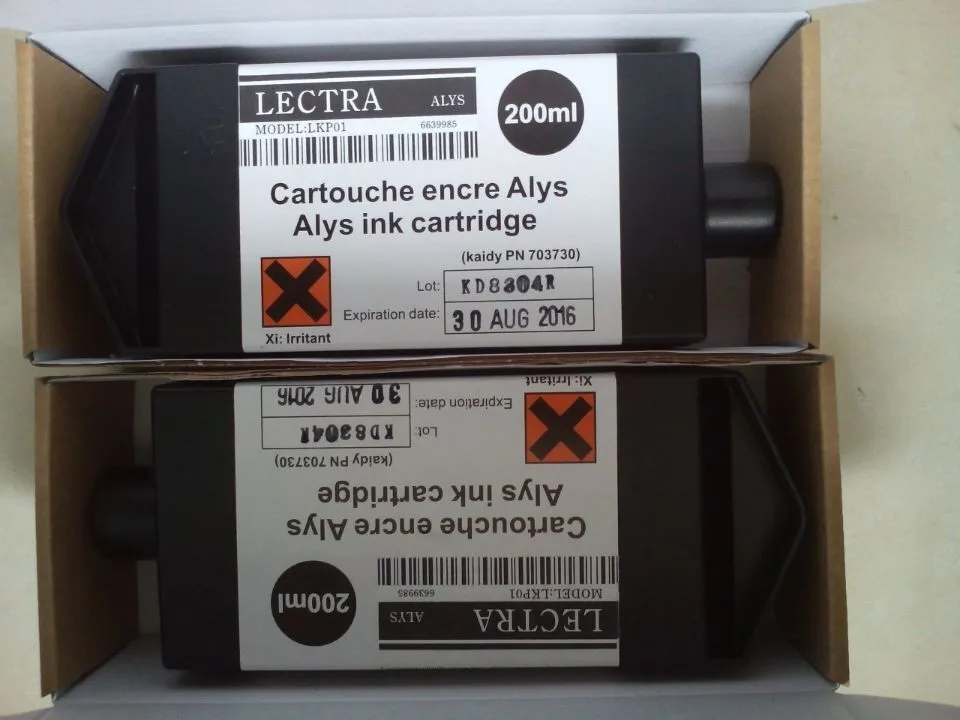 LECTRA ALYS
MODEL:LKP01 6639985
200ml
Cartouche encre Alys
Alys ink cartridge
(kaidy PN 703730)
Lot: KD8304R
Expiration date: 30 AUG 2016
Xi: Irritant
Xi: Irritant
Expiration date: 30 AUG 2016
Lot: KD8304R
(kaidy PN 703730)
Alys ink cartridge
Cartouche encre Alys
200ml
MODEL:LKP01 6639985
LECTRA ALYS